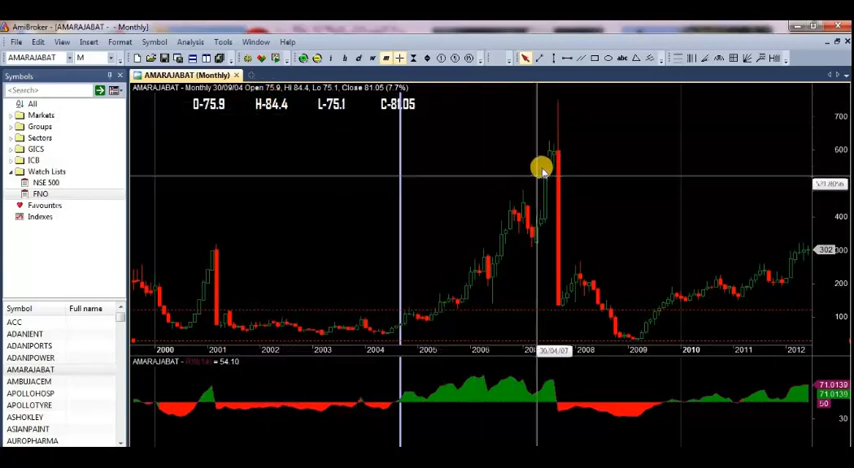 AmiBroker - [AMARAJABAT - - Monthly]
File Edit View Insert Format Symbol Analysis Tools Window Help
AMARAJABAT M
Symbols
AMARAJABAT (Monthly)
<Search>
AMARAJABAT - Monthly 30/09/04 Open 75.9, Hi 84.4, Lo 75.1, Close 81.05 (7.7%)
O-75.9 H-84.4 L-75.1 C-81.05
All
Markets
Groups
Sectors
GICS
ICB
Watch Lists
NSE 500
FNO
Favourites
Indexes
700
600
400
302.000
200
100
2000 2001 2002 2003 2004 2005 2006 30/04/07 2008 2009 2010 2011 2012
AMARAJABAT - RSI(14) = 54.10
71.0139
71.0139
50
30
Symbol Full name
ACC
ADANIENT
ADANIPORTS
ADANIPOWER
AMARAJABAT
AMBUJACEM
APOLLOHOSP
APOLLOTYRE
ASHOKLEY
ASIANPAINT
AUROPHARMA